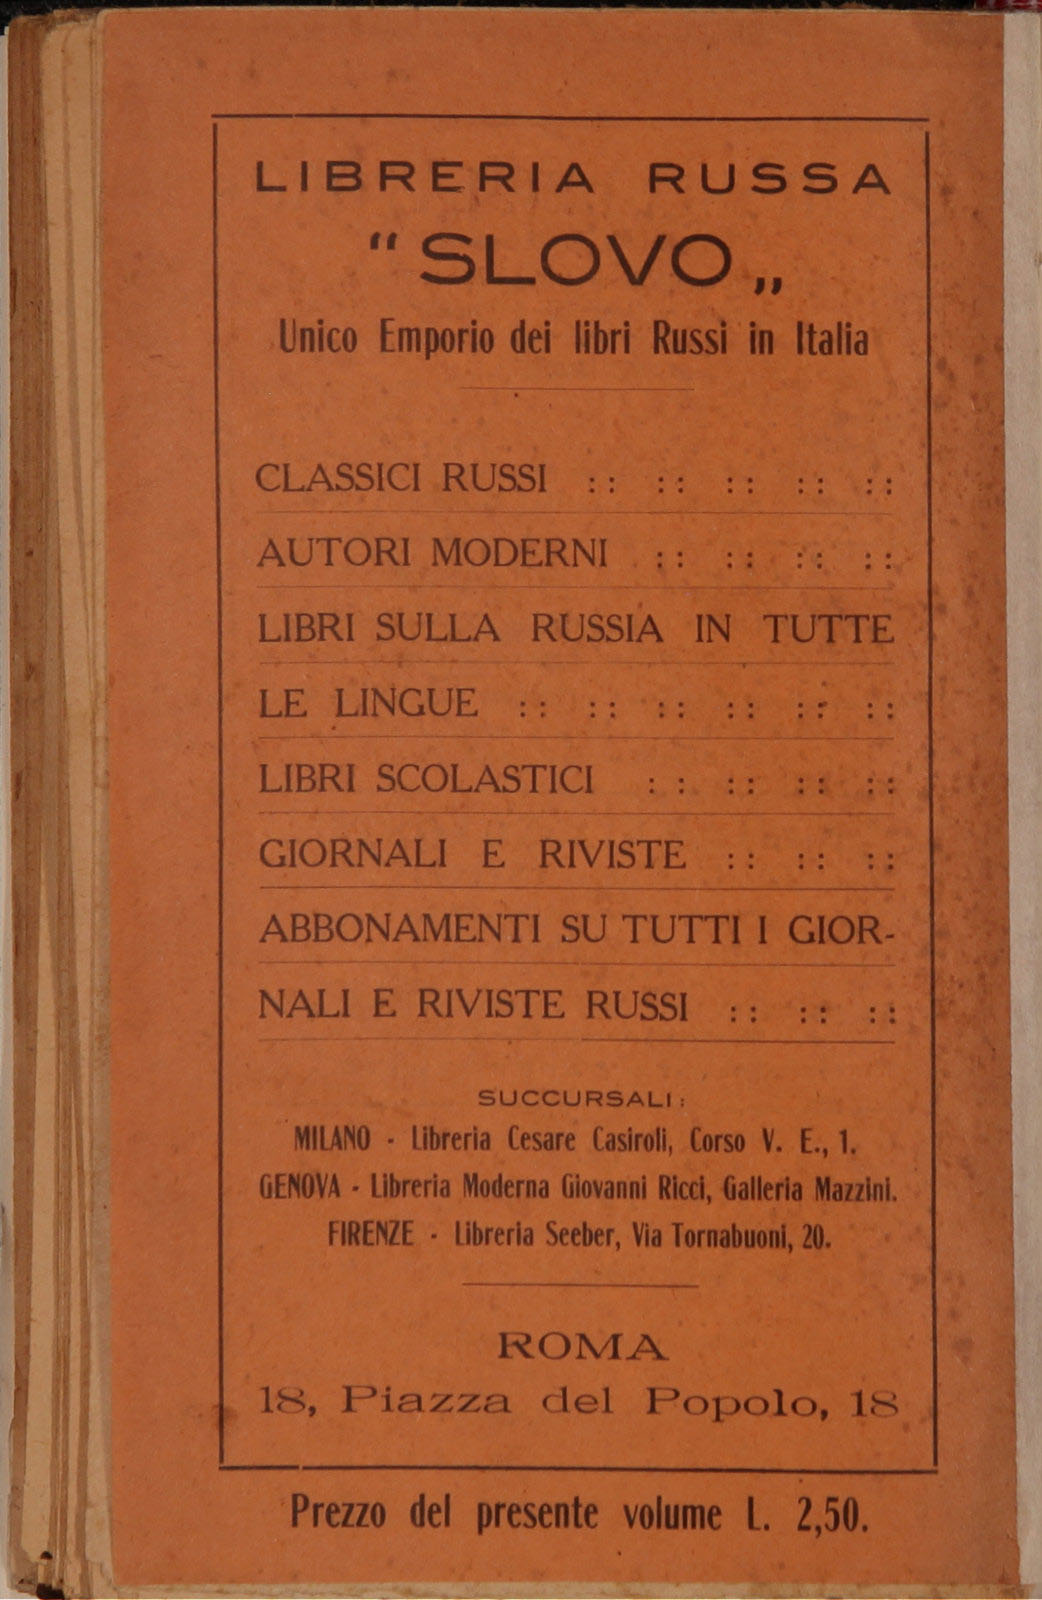 LIBRERIA RUSSA
“SLOVO„
Unico Emporio dei libri Russi in Italia
CLASSICI RUSSI :: :: :: :: ::
AUTORI MODERNI :: :: :: ::
LIBRI SULLA RUSSIA IN TUTTE
LE LINGUE :: :: :: :: :: ::
LIBRI SCOLASTICI :: :: :: ::
GIORNALI E RIVISTE :: :: ::
ABBONAMENTI SU TUTTI I GIOR-
NALI E RIVISTE RUSSI :: :: ::
SUCCURSALI:
MILANO - Libreria Cesare Casiroli, Corso V. E., 1.
GENOVA - Libreria Moderna Giovanni Ricci, Galleria Mazzini.
FIRENZE - Libreria Seeber, Via Tornabuoni, 20.
ROMA
18, Piazza del Popolo, 18
Prezzo del presente volume L. 2,50.